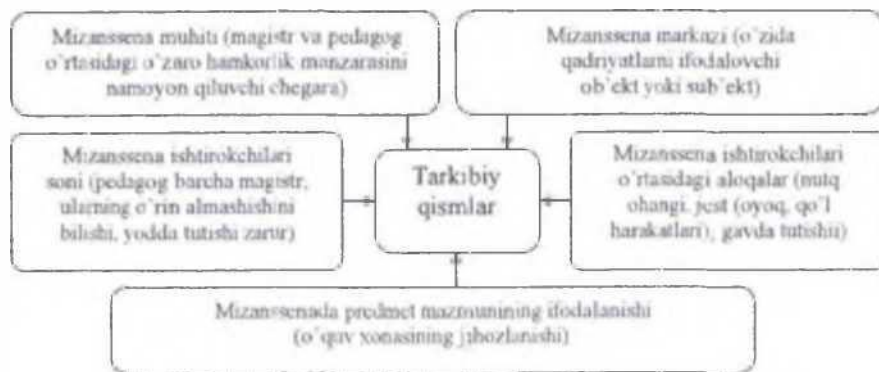 Mizanssena muhiti (magistr va pedagog
o'rtasidagi o'zaro hamkorlik manzarasini
namoyon qiluvchi chegara)
Mizanssena markazi (o'zida
qadriyatlarni ifodalovchi
ob'ekt yoki sub'ekt)
Mizanssena ishtirokchilari
soni (pedagog barcha magistr,
ularning o'rin almashishini
bilishi, yodda tutishi zarur)
Tarkibiy
qismlar
Mizanssena ishtirokchilari
o'rtasidagi aloqalar (nutq
ohangi, jest (oyoq, qo'l
harakatlari), gavda tutishi)
Mizanssenada predmet mazmunining ifodalanishi
(o'quv xonasining jihozlanishi)